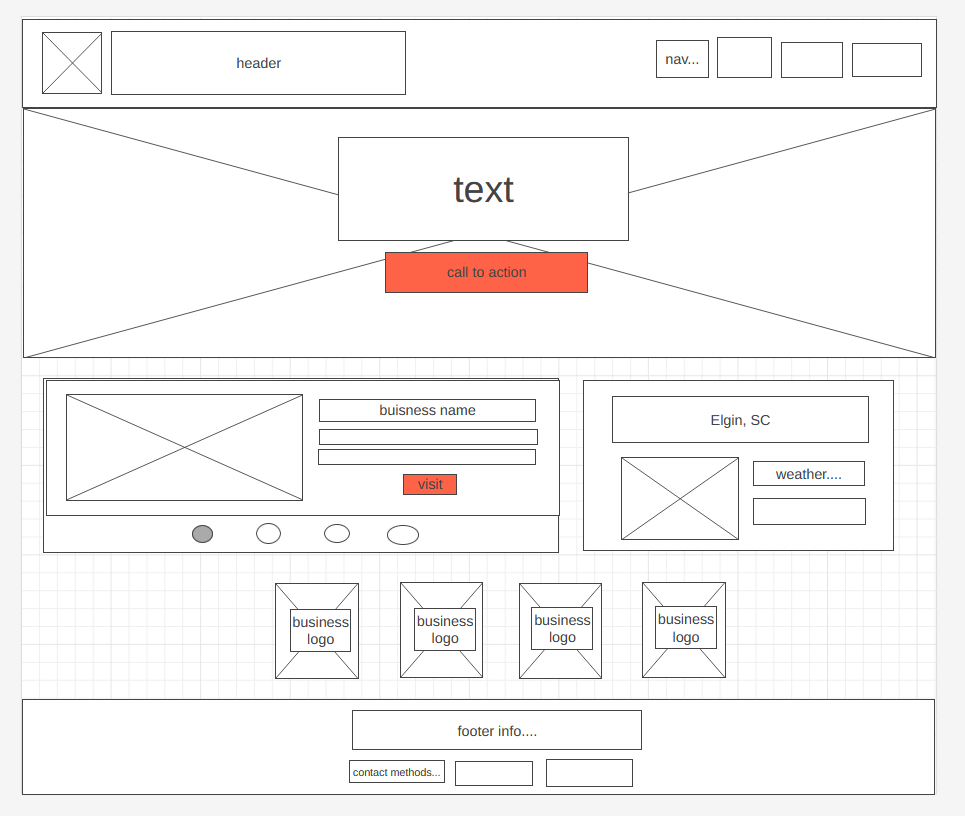 header
nav...
text
call to action
buisness name
visit
Elgin, SC
weather....
business
logo
business
logo
business
logo
business
logo
footer info....
contact methods...